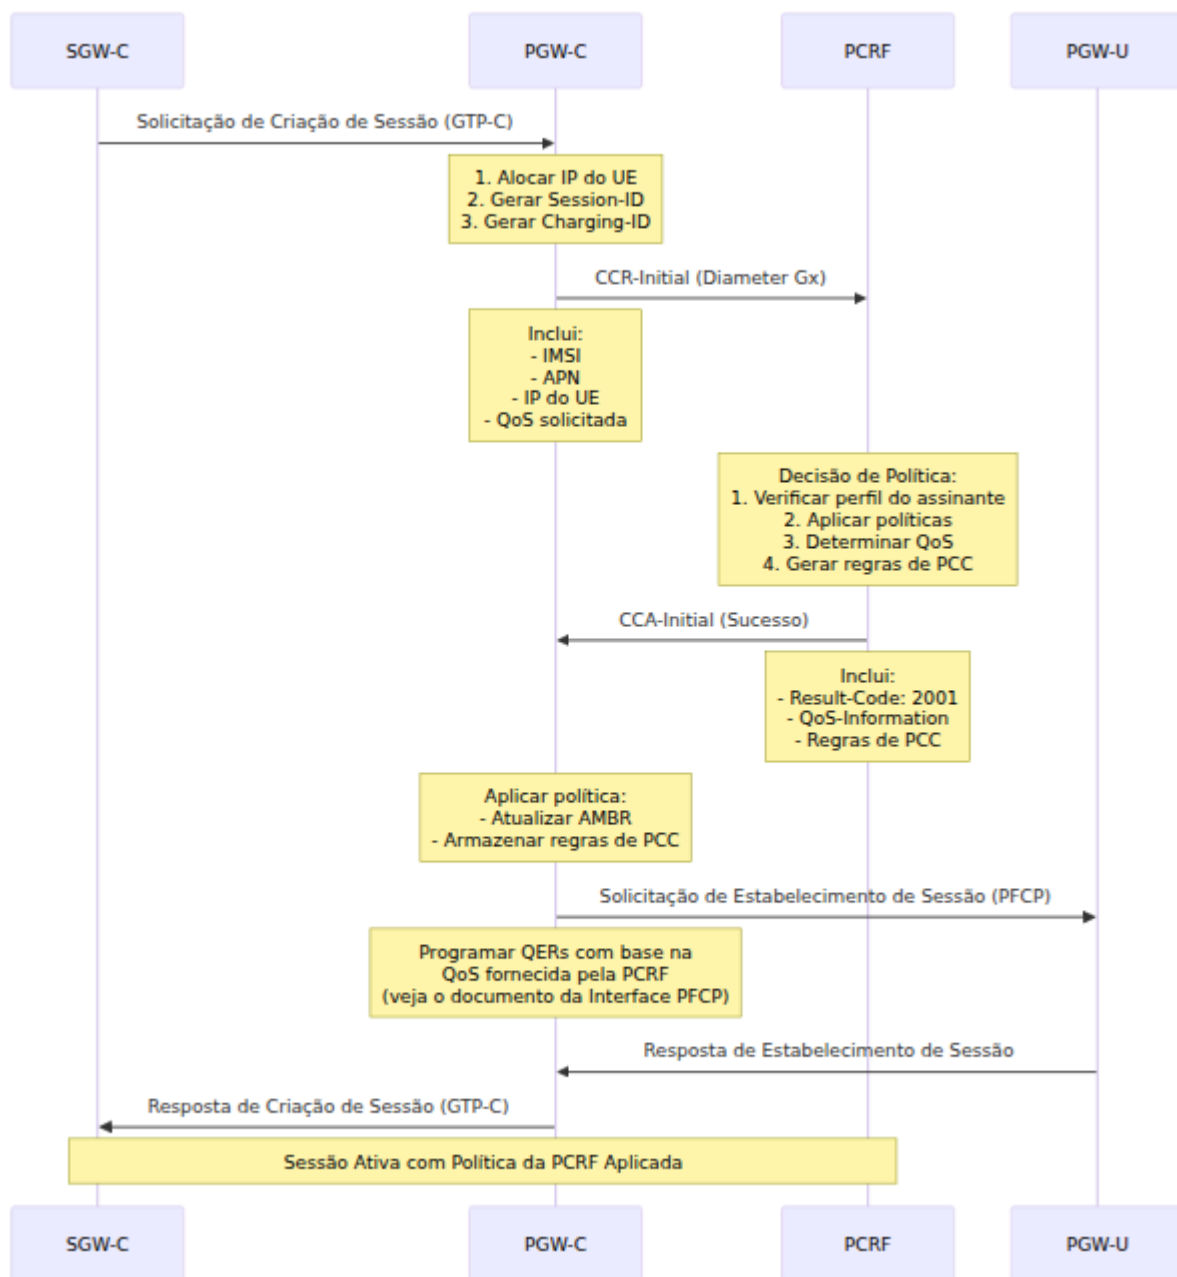 SGW-C
PGW-C
PCRF
PGW-U
Solicitação de Criação de Sessão (GTP-C)
1. Alocar IP do UE
2. Gerar Session-ID
3. Gerar Charging-ID
CCR-Initial (Diameter Gx)
Inclui:
- IMSI
- APN
- IP do UE
- QoS solicitada
Decisão de Política:
1. Verificar perfil do assinante
2. Aplicar políticas
3. Determinar QoS
4. Gerar regras de PCC
CCA-Initial (Sucesso)
Inclui:
- Result-Code: 2001
- QoS-Information
- Regras de PCC
Aplicar política:
- Atualizar AMBR
- Armazenar regras de PCC
Solicitação de Estabelecimento de Sessão (PFCP)
Programar QERs com base na
QoS fornecida pela PCRF
(veja o documento da Interface PFCP)
Resposta de Estabelecimento de Sessão
Resposta de Criação de Sessão (GTP-C)
Sessão Ativa com Política da PCRF Aplicada
SGW-C
PGW-C
PCRF
PGW-U